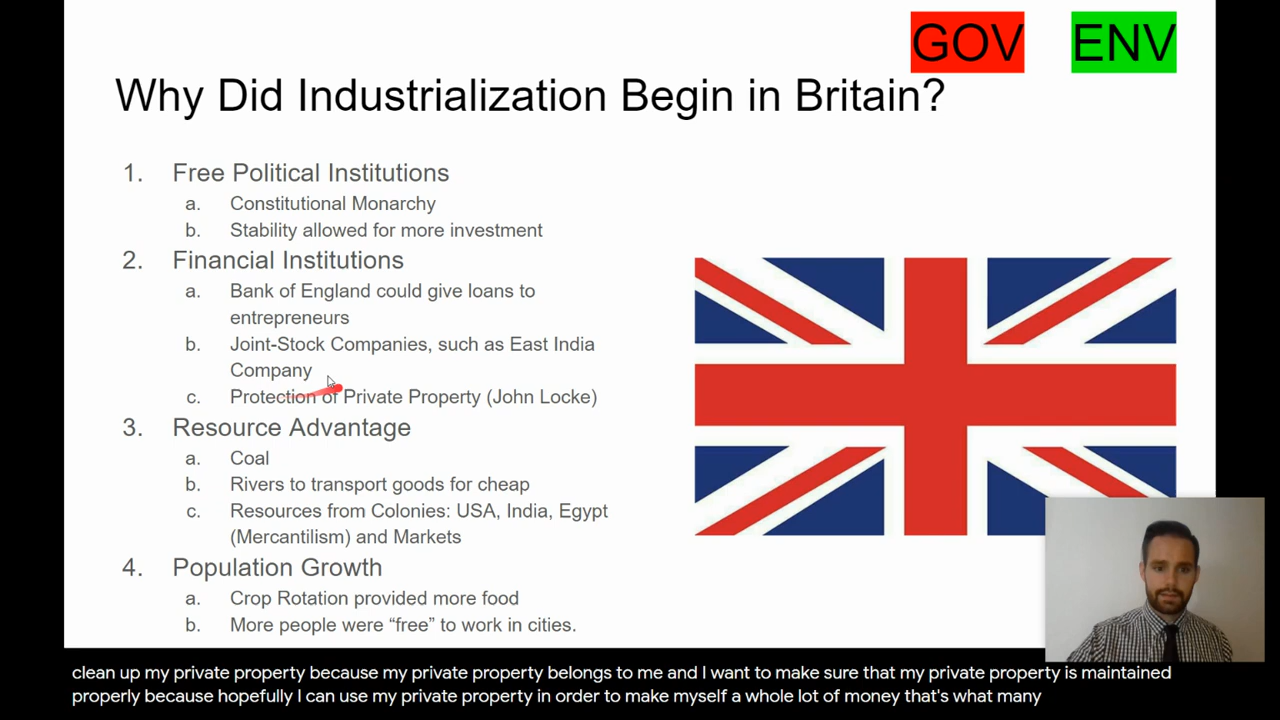 GOV ENV
Why Did Industrialization Begin in Britain?
1. Free Political Institutions
a. Constitutional Monarchy
b. Stability allowed for more investment
2. Financial Institutions
a. Bank of England could give loans to
entrepreneurs
b. Joint-Stock Companies, such as East India
Company
c. Protection of Private Property (John Locke)
3. Resource Advantage
a. Coal
b. Rivers to transport goods for cheap
c. Resources from Colonies: USA, India, Egypt
(Mercantilism) and Markets
4. Population Growth
a. Crop Rotation provided more food
b. More people were “free” to work in cities.
clean up my private property because my private property belongs to me and I want to make sure that my private property is maintained
properly because hopefully I can use my private property in order to make myself a whole lot of money that's what many